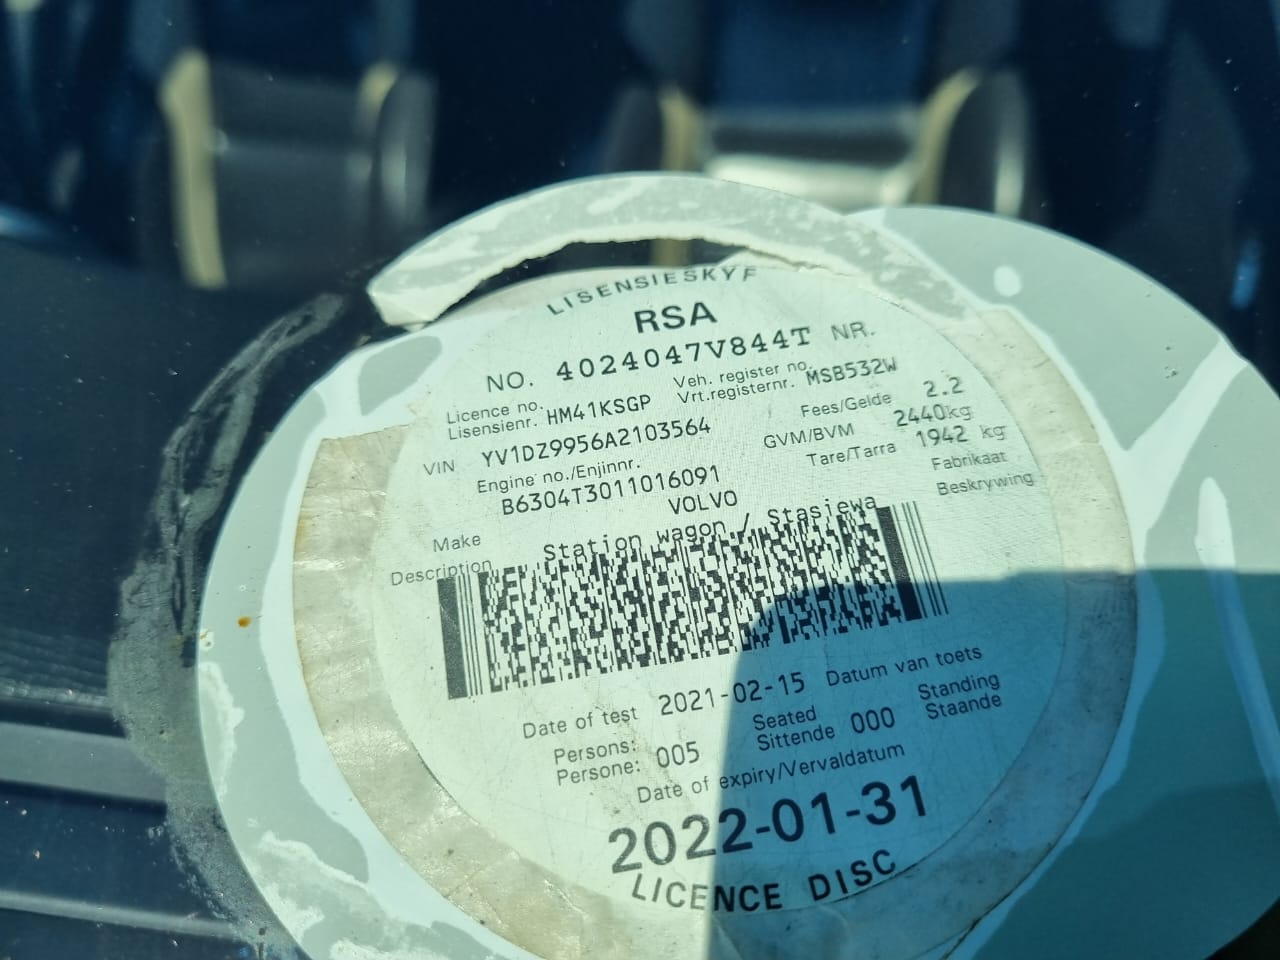 LISENSIESKYF
RSA
NO. 4024047V844T NR.
Licence no. Veh. register no.
Lisensienr. HM41KSGP Vrt.registernr. MSB532W
VIN YV1DZ9956A2103564 Fees/Gelde 2.2
Engine no./Enjinnr. GVM/BVM 2440kg
B6304T3011016091 Tare/Tarra 1942 kg
Make VOLVO Fabrikaat
Description Station wagon / Stasiewa Beskrywing
Date of test 2021-02-15 Datum van toets
Persons: Seated Standing
Persone: 005 Sittende 000 Staande
Date of expiry/Vervaldatum
2022-01-31
LICENCE DISC